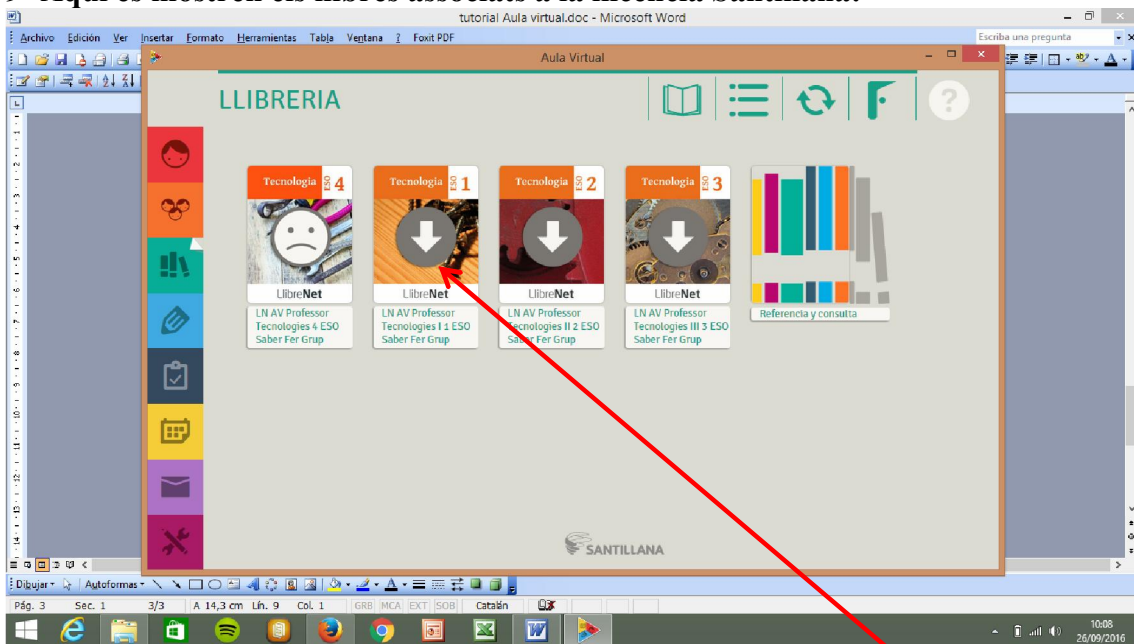 tutorial Aula virtual.doc - Microsoft Word
Archivo Edición Ver Insertar Formato Herramientas Tabla Ventana ? Foxit PDF
Escriba una pregunta
Aula Virtual
LLIBRERIA
?
Tecnologia ESO 4
Tecnologia ESO 1
Tecnologia ESO 2
Tecnologia ESO 3
LlibreNet
LlibreNet
LlibreNet
LlibreNet
LN AV Professor
Tecnologies 4 ESO
Saber Fer Grup
LN AV Professor
Tecnologies I 1 ESO
Saber Fer Grup
LN AV Professor
Tecnologies II 2 ESO
Saber Fer Grup
LN AV Professor
Tecnologies III 3 ESO
Saber Fer Grup
Referencia y consulta
SANTILLANA
Dibujar Autoformas
Pág. 3 Sec. 1 3/3 A 14,3 cm Lín. 9 Col. 1 GRB MCA EXT SOB Catalán
10:08
26/09/2016